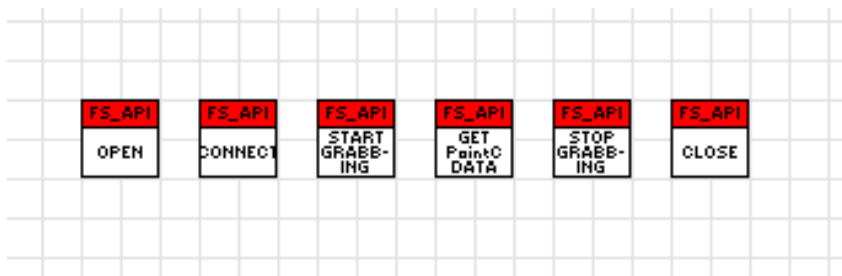 FS_API FS_API FS_API FS_API FS_API FS_API
OPEN
CONNECT
START
GRABB-
ING
GET
PointC
DATA
STOP
GRABB-
ING
CLOSE